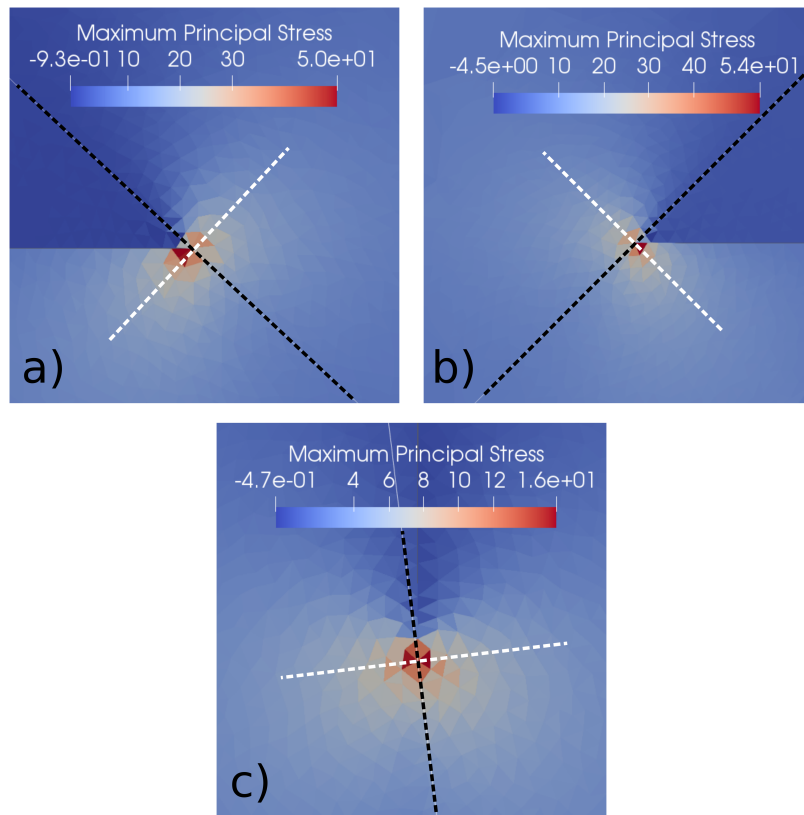 Maximum Principal Stress
-9.3e-01 10 20 30 5.0e+01
a)
Maximum Principal Stress
-4.5e+00 10 20 30 40 5.4e+01
b)
Maximum Principal Stress
-4.7e-01 4 6 8 10 12 1.6e+01
c)